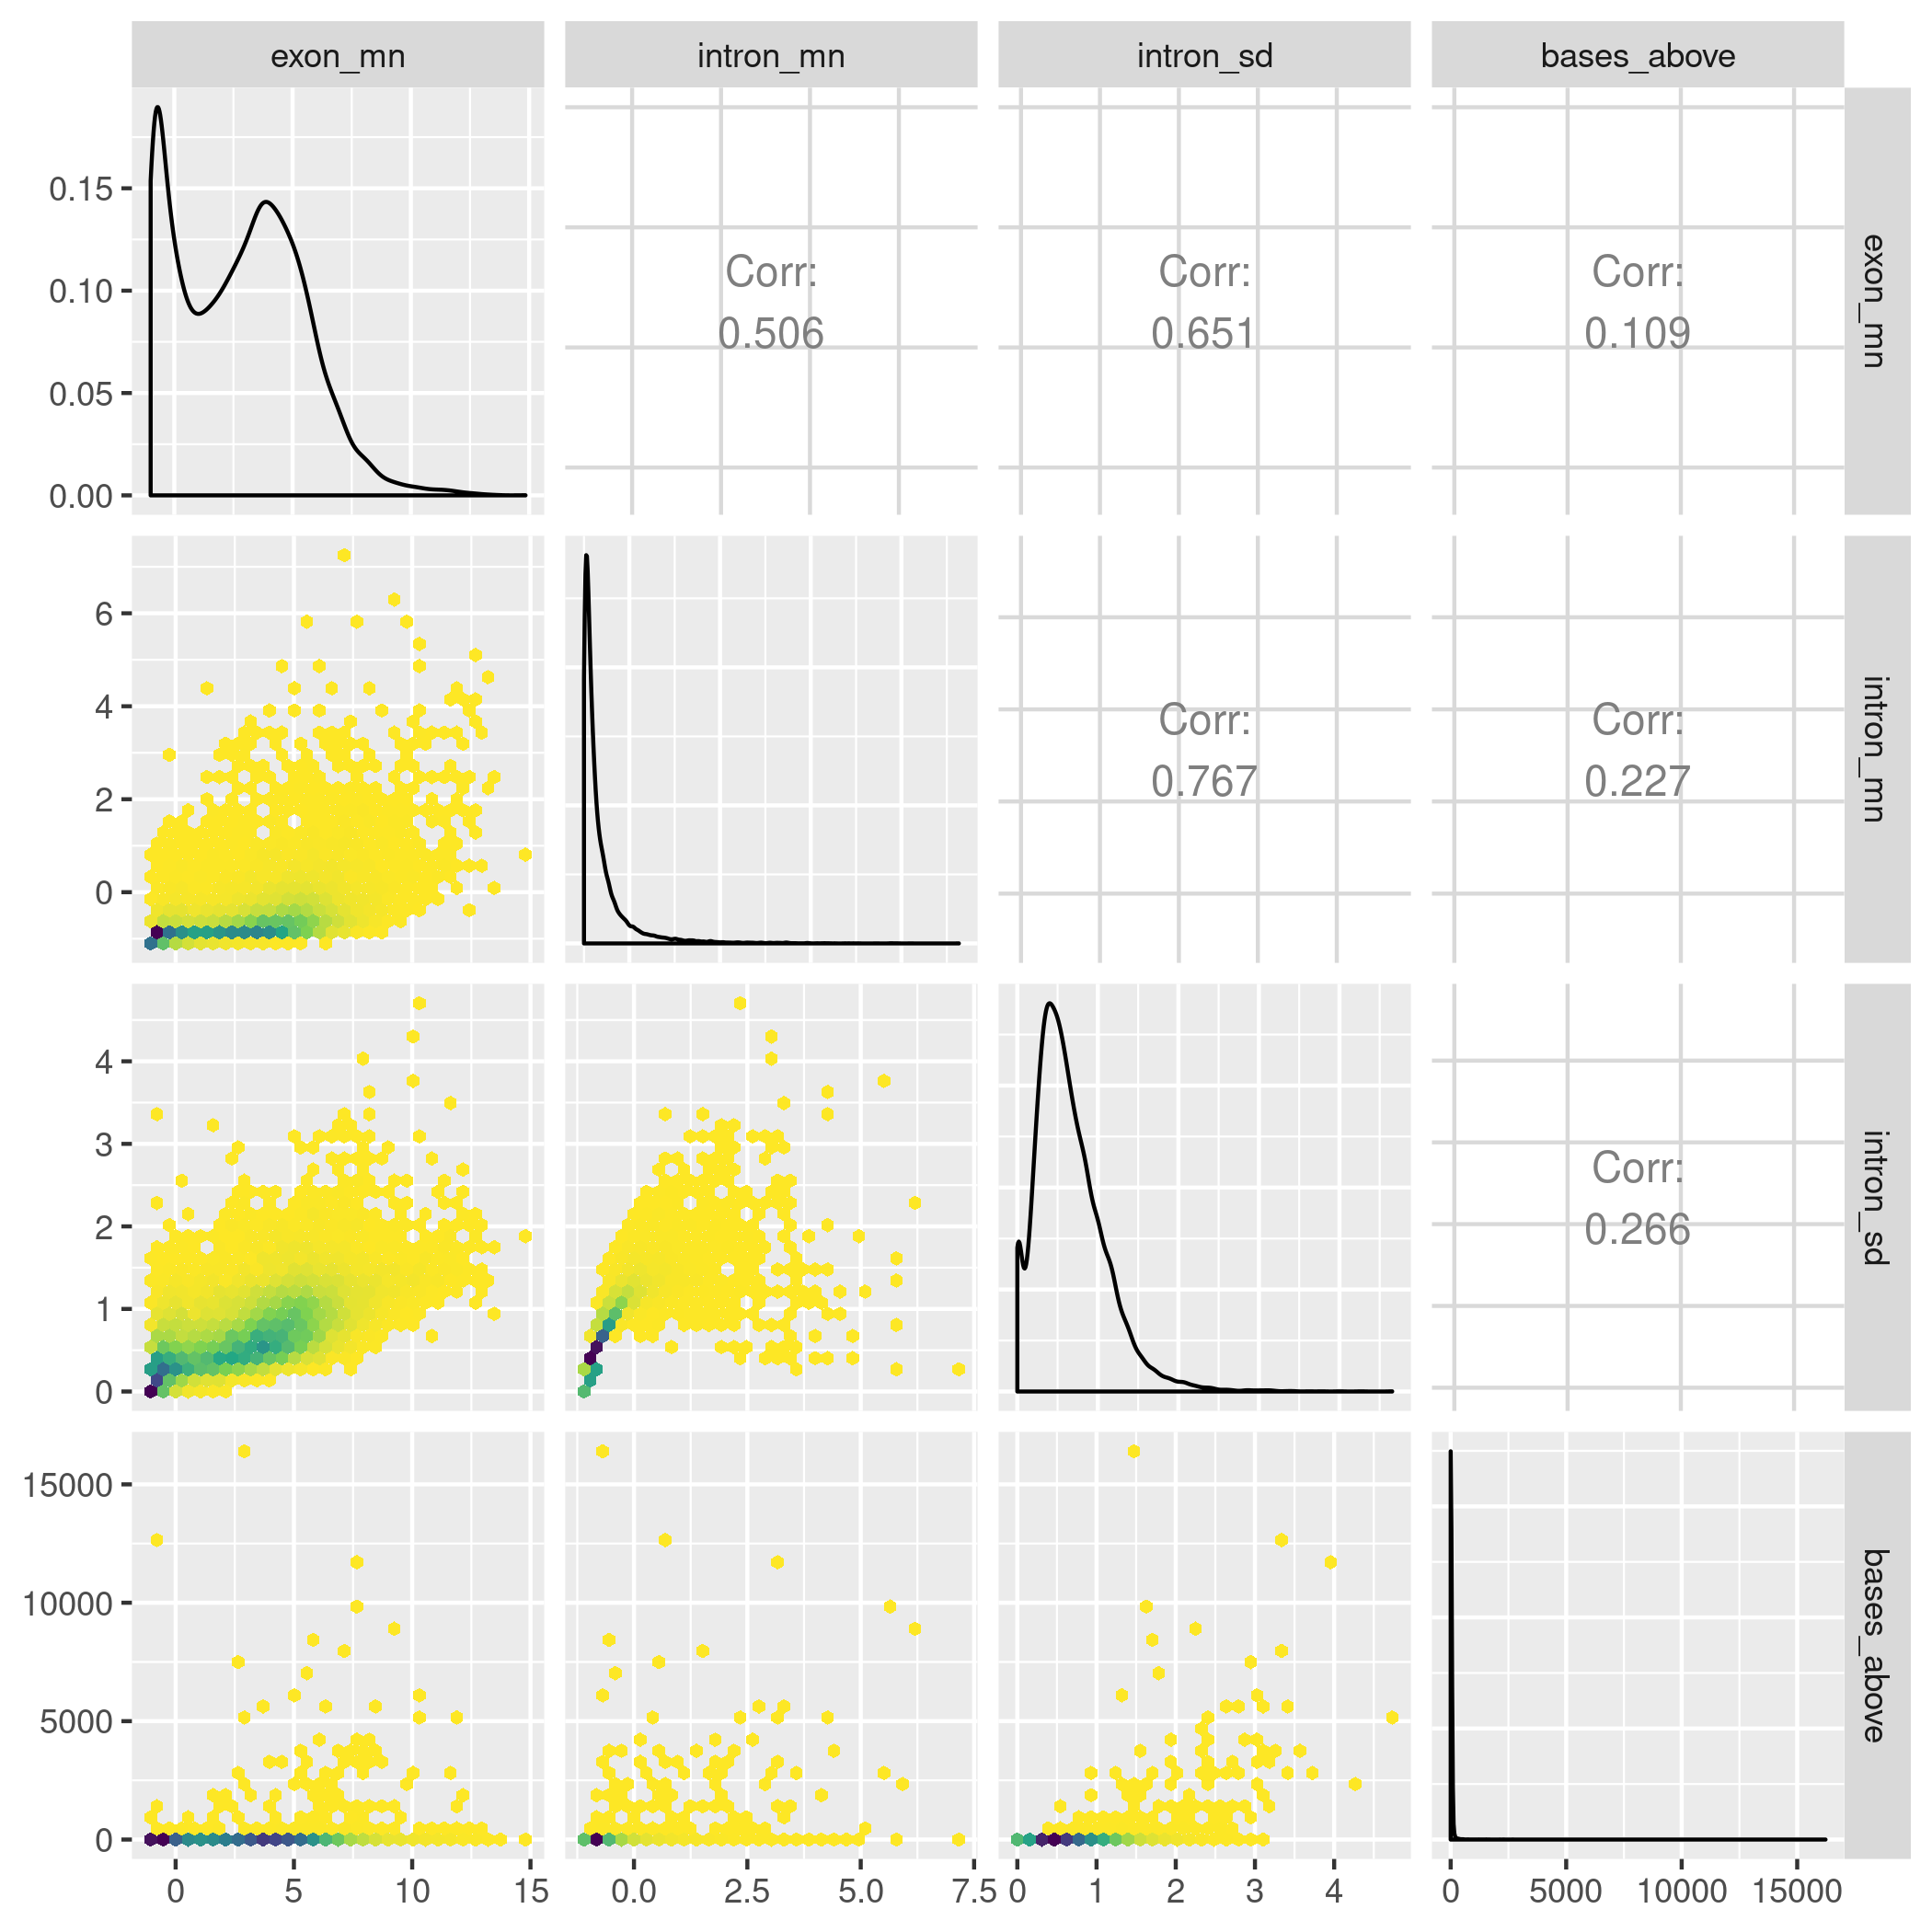 exon_mn intron_mn intron_sd bases_above
0.15
0.10
0.05
0.00
Corr:
0.506
Corr:
0.651
Corr:
0.109
exon_mn
6
4
2
0
Corr:
0.767
Corr:
0.227
intron_mn
4
3
2
1
0
Corr:
0.266
intron_sd
15000
10000
5000
0
bases_above
0 5 10 15 0.0 2.5 5.0 7.5 0 1 2 3 4 0 5000 10000 15000